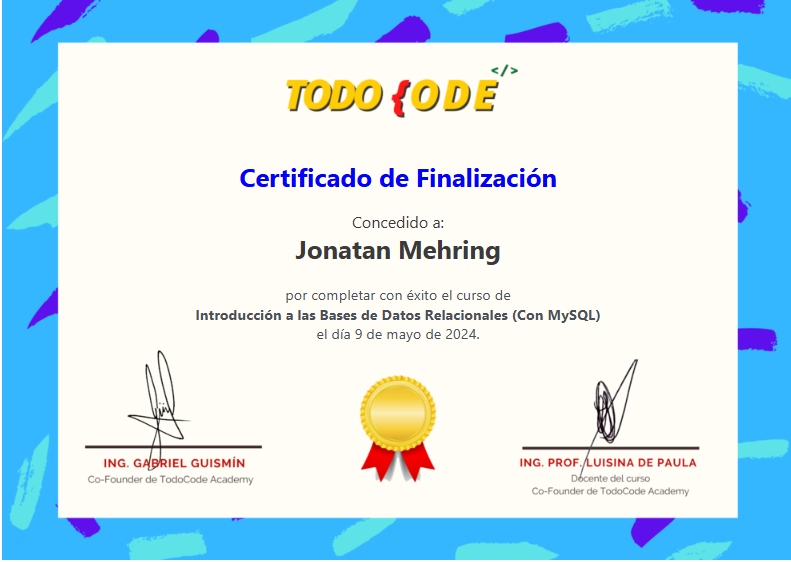 </>
TODO {ODE
Certificado de Finalización
Concedido a:
Jonatan Mehring
por completar con éxito el curso de
Introducción a las Bases de Datos Relacionales (Con MySQL)
el día 9 de mayo de 2024.
ING. GABRIEL GUISMÍN
Co-Founder de TodoCode Academy
ING. PROF. LUISINA DE PAULA
Docente del curso
Co-Founder de TodoCode Academy